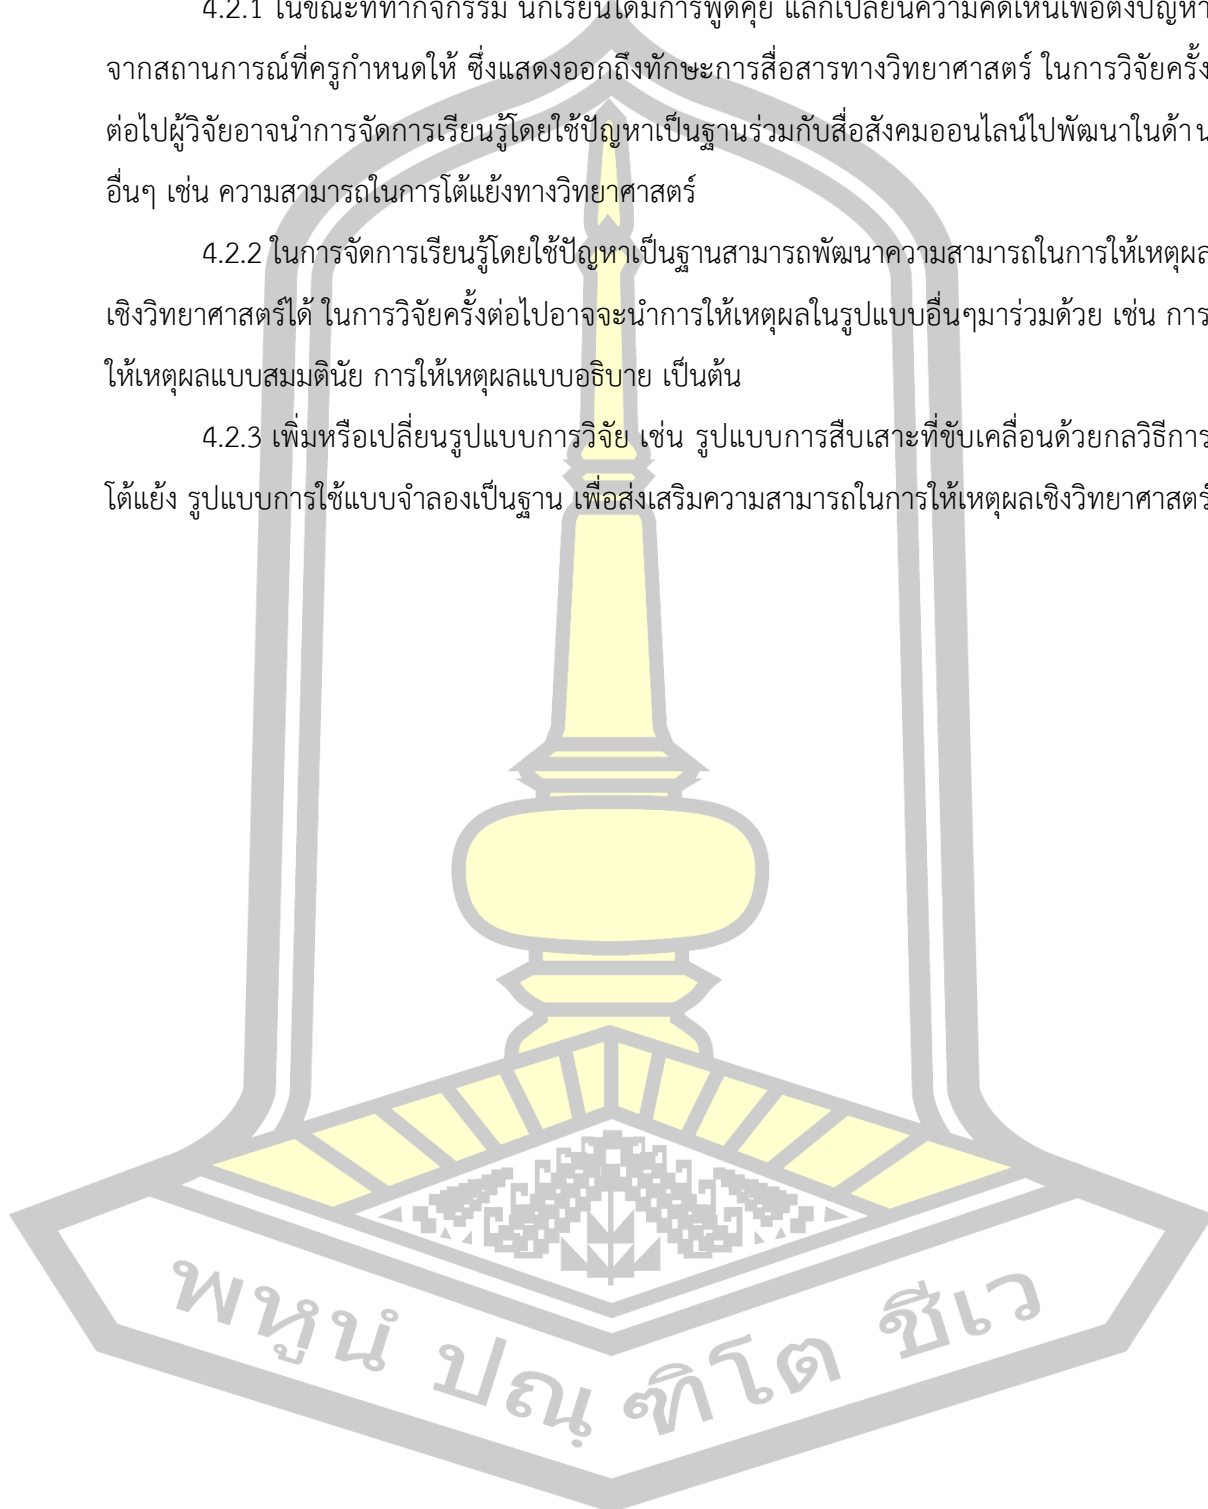 4.2.1 ในขณะที่ทำกิจกรรม นักเรียนได้มีการพูดคุย แลกเปลี่ยนความคิดเห็นเพื่อตั้งปัญหา
จากสถานการณ์ที่ครูกำหนดให้ ซึ่งแสดงออกถึงทักษะการสื่อสารทางวิทยาศาสตร์ ในการวิจัยครั้ง
ต่อไปผู้วิจัยอาจนำการจัดการเรียนรู้โดยใช้ปัญหาเป็นฐานร่วมกับสื่อสังคมออนไลน์ไปพัฒนาในด้าน
อื่นๆ เช่น ความสามารถในการโต้แย้งทางวิทยาศาสตร์
4.2.2 ในการจัดการเรียนรู้โดยใช้ปัญหาเป็นฐานสามารถพัฒนาความสามารถในการให้เหตุผล
เชิงวิทยาศาสตร์ได้ ในการวิจัยครั้งต่อไปอาจจะนำการให้เหตุผลในรูปแบบอื่นๆมาร่วมด้วย เช่น การ
ให้เหตุผลแบบสมมตินัย การให้เหตุผลแบบอธิบาย เป็นต้น
4.2.3 เพิ่มหรือเปลี่ยนรูปแบบการวิจัย เช่น รูปแบบการสืบเสาะที่ขับเคลื่อนด้วยกลวิธีการ
โต้แย้ง รูปแบบการใช้แบบจำลองเป็นฐาน เพื่อส่งเสริมความสามารถในการให้เหตุผลเชิงวิทยาศาสตร์
พหูนํ ปณฺ ฑิโต ชีเว